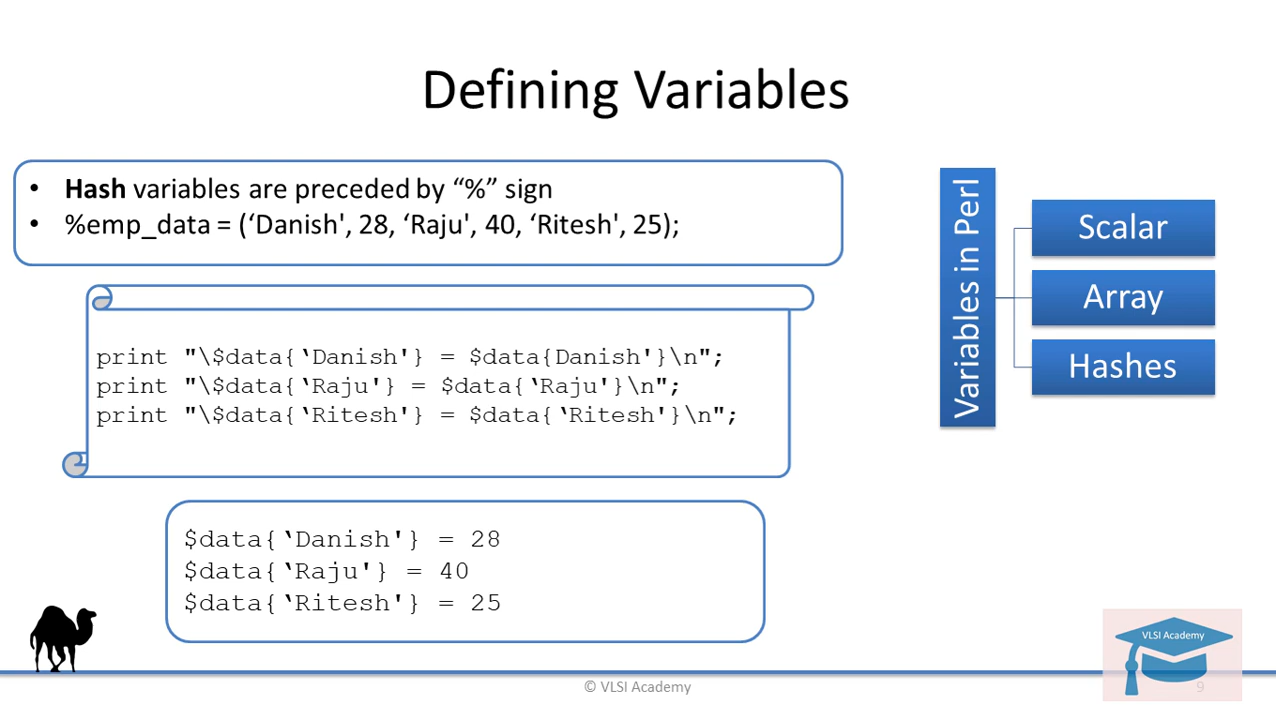 Defining Variables
• Hash variables are preceded by “%” sign
• %emp_data = (‘Danish', 28, ‘Raju', 40, ‘Ritesh', 25);
print "\$data{‘Danish'} = $data{Danish'}\n";
print "\$data{‘Raju'} = $data{‘Raju'}\n";
print "\$data{‘Ritesh'} = $data{‘Ritesh'}\n";
$data{‘Danish'} = 28
$data{‘Raju'} = 40
$data{‘Ritesh'} = 25
Variables in Perl
Scalar
Array
Hashes
VLSI Academy
© VLSI Academy
9